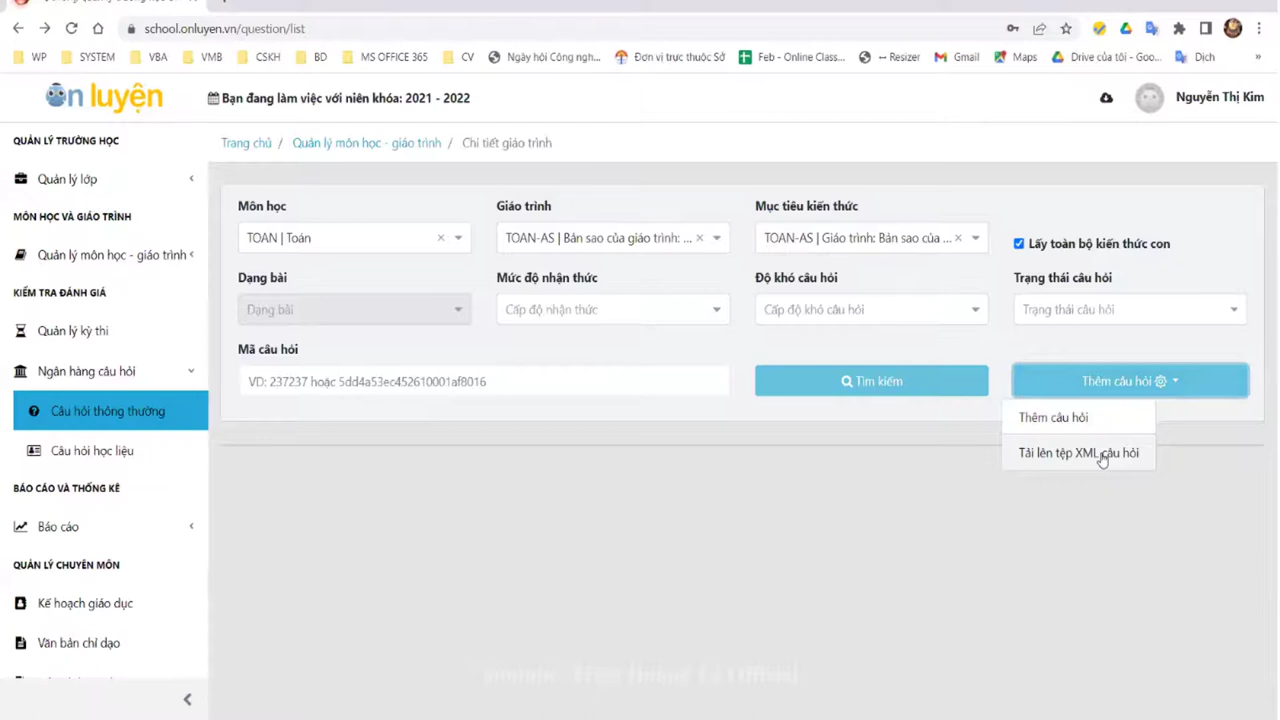 school.onluyen.vn/question/list
WP SYSTEM VBA VMB CSKH BD MS OFFICE 365 CV Ngày hội Công ngh... Đơn vị trực thuộc Sở Feb - Online Class... -- Resizer Gmail Maps Drive của tôi - Goo... Dịch »
Ôn luyện Bạn đang làm việc với niên khóa: 2021 - 2022 Nguyễn Thị Kim
QUẢN LÝ TRƯỜNG HỌC
Trang chủ / Quản lý môn học - giáo trình / Chi tiết giáo trình
Quản lý lớp
MÔN HỌC VÀ GIÁO TRÌNH
Quản lý môn học - giáo trình
KIỂM TRA ĐÁNH GIÁ
Quản lý kỳ thi
Ngân hàng câu hỏi
Câu hỏi thông thường
Câu hỏi học liệu
BÁO CÁO VÀ THỐNG KÊ
Báo cáo
QUẢN LÝ CHUYÊN MÔN
Kế hoạch giáo dục
Văn bản chỉ đạo
Môn học Giáo trình Mục tiêu kiến thức
TOAN | Toán × TOAN-AS | Bản sao của giáo trình: ... × TOAN-AS | Giáo trình: Bản sao của ... × Lấy toàn bộ kiến thức con
Dạng bài Mức độ nhận thức Độ khó câu hỏi Trạng thái câu hỏi
Dạng bài Cấp độ nhận thức Cấp độ khó câu hỏi Trạng thái câu hỏi
Mã câu hỏi
VD: 237237 hoặc 5dd4a53ec452610001af8016 Tìm kiếm Thêm câu hỏi
Thêm câu hỏi
Tải lên tệp XML câu hỏi